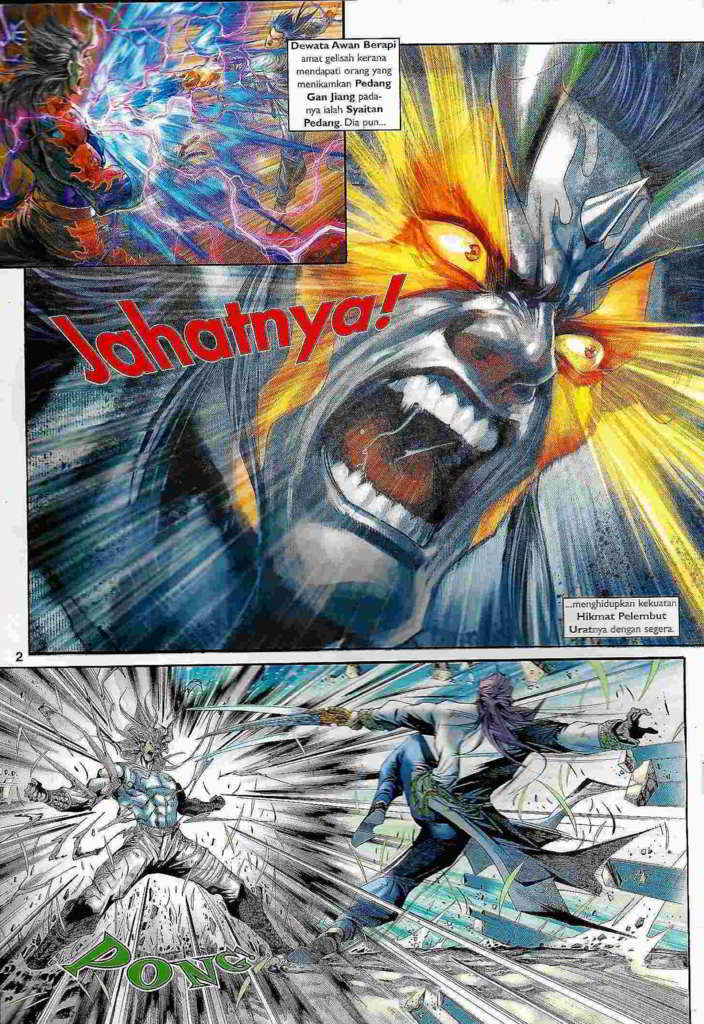 Dewata Awan Berapi
amat gelisah kerana
mendapati orang yang
menikamkan Pedang
Gan Jiang pada-
nya ialah Syaitan
Pedang. Dia pun...
Jahatnya!
...menghidupkan kekuatan
Hikmat Pelembut
Uratnya dengan segera.
2
PONG